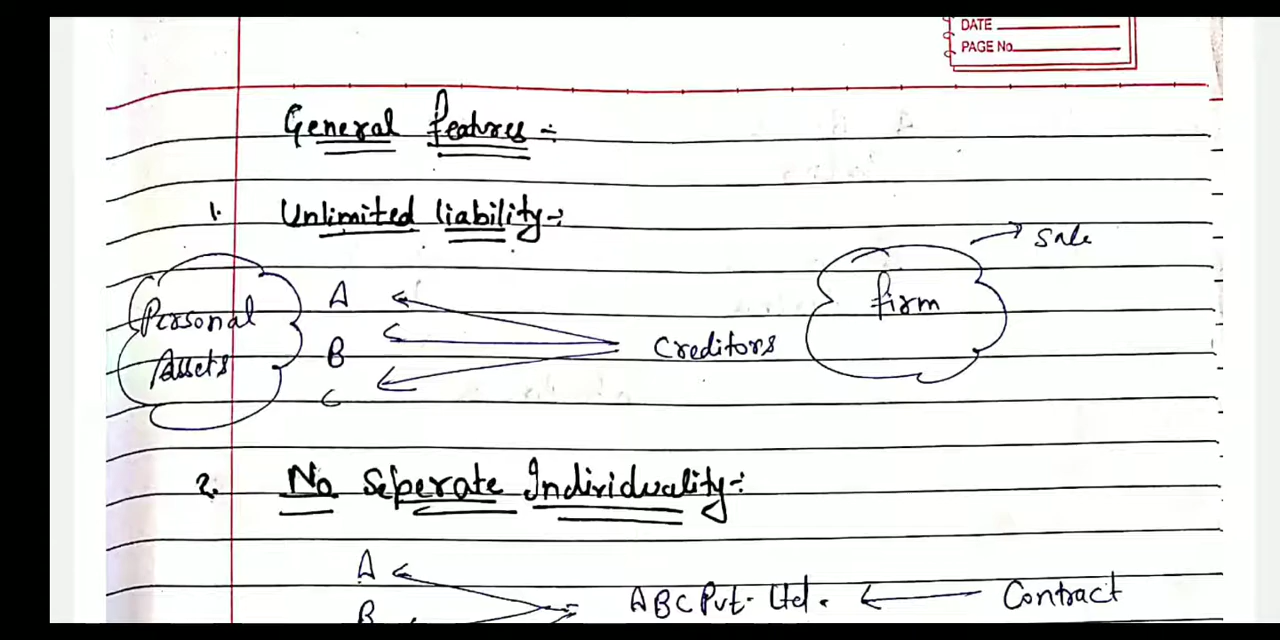 DATE
PAGE No.
General features :-
1. Unlimited liability :-
Sale
Personal Assets
A
B
C
Creditors
firm
2. No Seperate Individuality :-
A
B
ABC Pvt. Ltd.
Contract